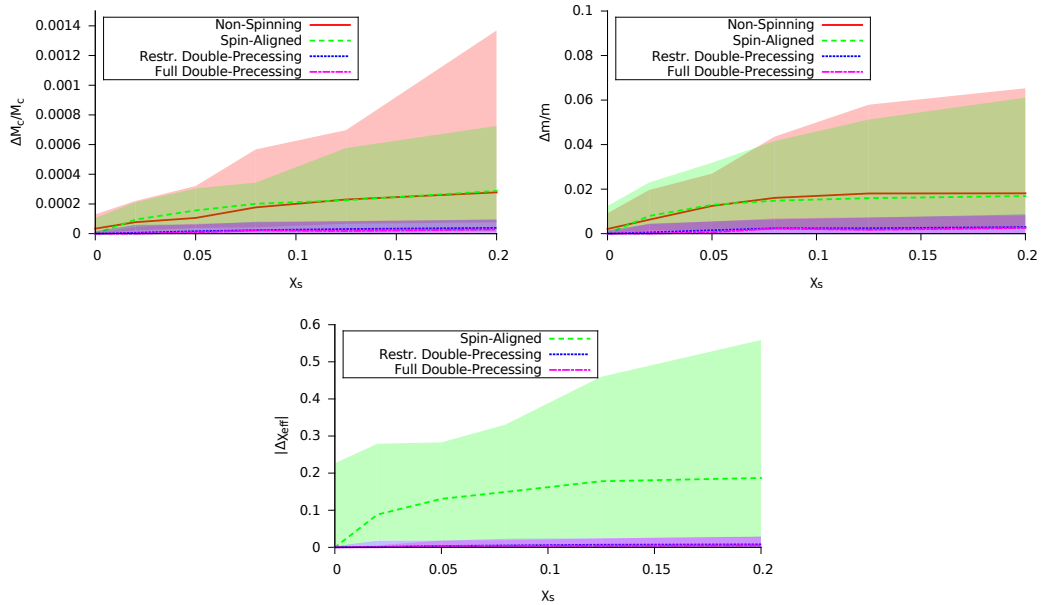 Non-Spinning
Spin-Aligned
Restr. Double-Precessing
Full Double-Precessing
ΔM_c/M_c
0.0014
0.0012
0.001
0.0008
0.0006
0.0004
0.0002
0
0 0.05 0.1 0.15 0.2
χ_s
Non-Spinning
Spin-Aligned
Restr. Double-Precessing
Full Double-Precessing
Δm/m
0.1
0.08
0.06
0.04
0.02
0
0 0.05 0.1 0.15 0.2
χ_s
Spin-Aligned
Restr. Double-Precessing
Full Double-Precessing
|Δχ_eff|
0.6
0.5
0.4
0.3
0.2
0.1
0
0 0.05 0.1 0.15 0.2
χ_s